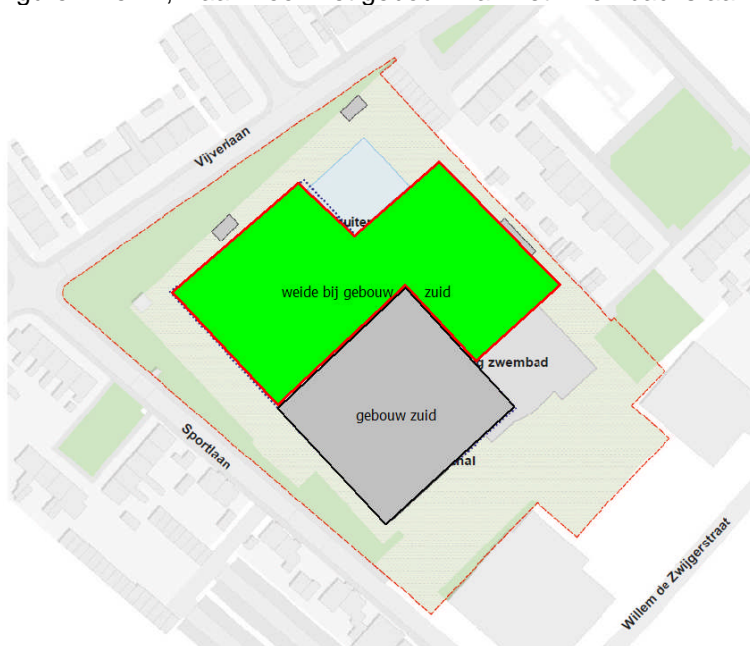 Vijverlaan
weide bij gebouw zuid
zwembad
gebouw zuid
Sportlaan
Willem de Zwijgerstraat